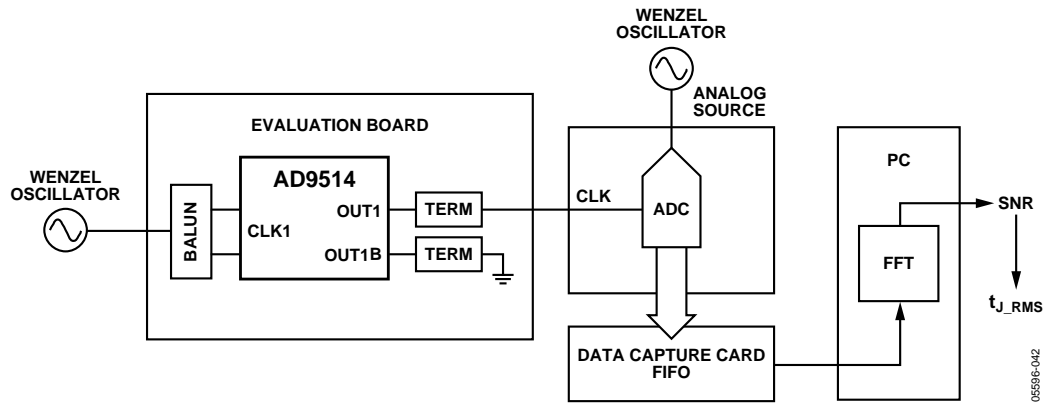 WENZEL
OSCILLATOR
ANALOG
SOURCE
EVALUATION BOARD
WENZEL
OSCILLATOR
BALUN
AD9514
CLK1
OUT1
OUT1B
TERM
TERM
CLK
ADC
DATA CAPTURE CARD
FIFO
PC
FFT
SNR
tJ_RMS
05596-042